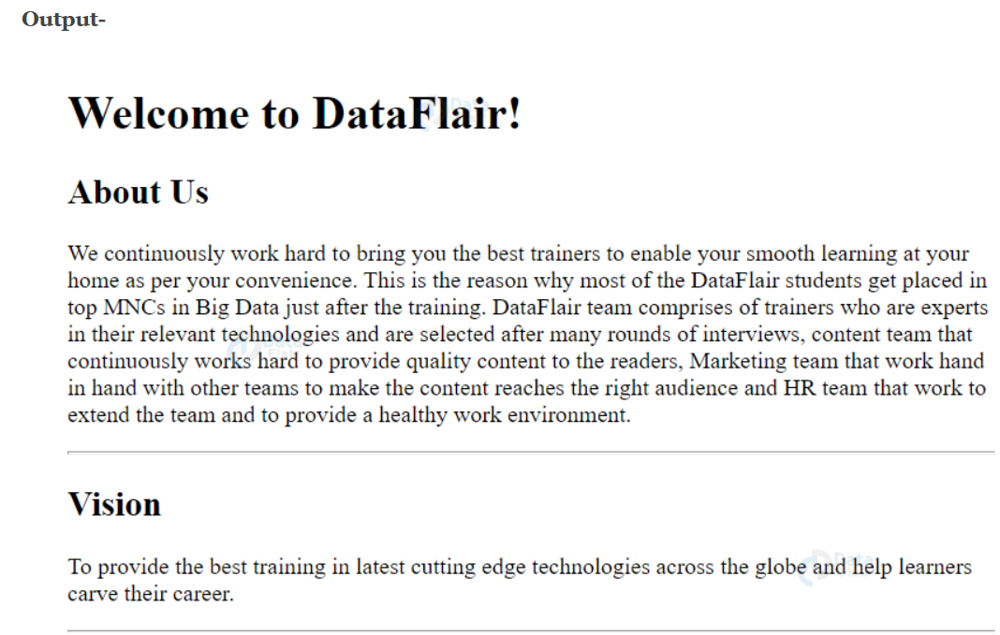 Output-
Welcome to DataFlair!
About Us
We continuously work hard to bring you the best trainers to enable your smooth learning at your
home as per your convenience. This is the reason why most of the DataFlair students get placed in
top MNCs in Big Data just after the training. DataFlair team comprises of trainers who are experts
in their relevant technologies and are selected after many rounds of interviews, content team that
continuously works hard to provide quality content to the readers, Marketing team that work hand
in hand with other teams to make the content reaches the right audience and HR team that work to
extend the team and to provide a healthy work environment.
Vision
To provide the best training in latest cutting edge technologies across the globe and help learners
carve their career.